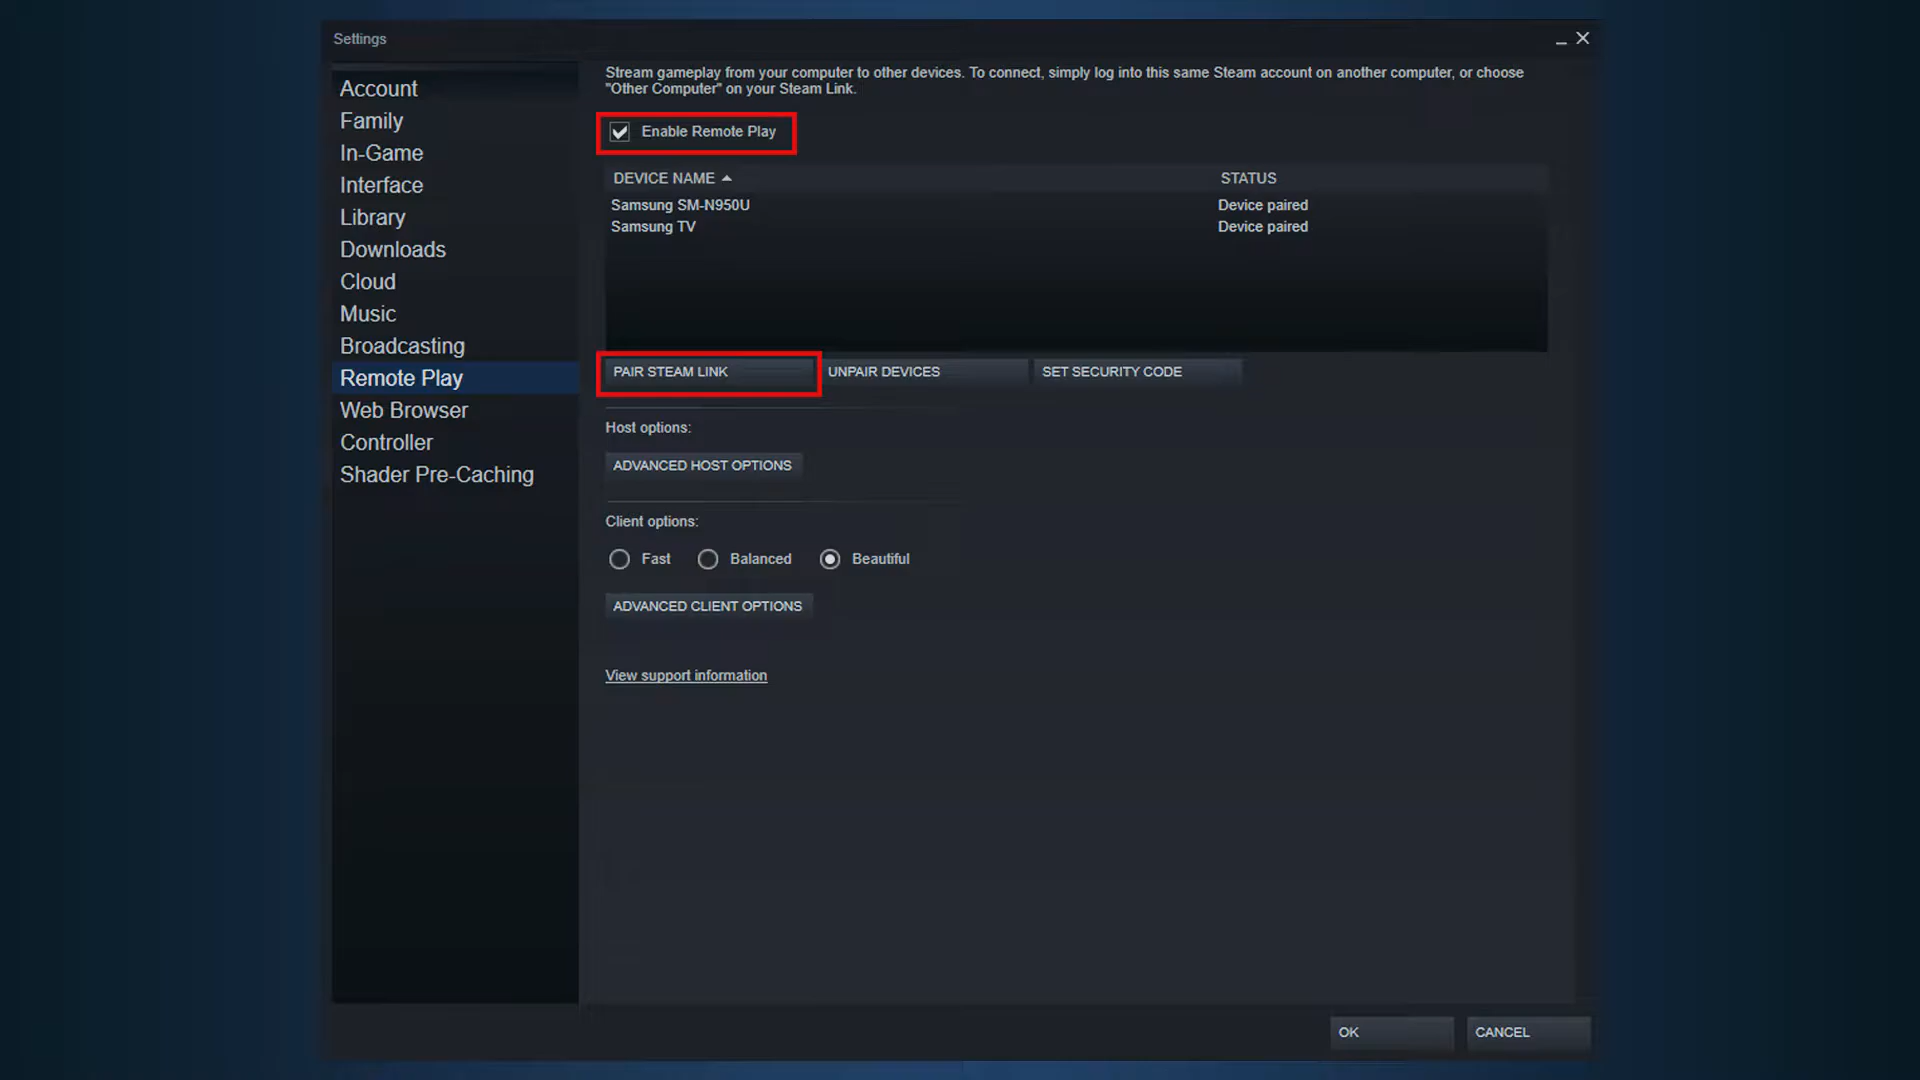 Settings
Account
Family
In-Game
Interface
Library
Downloads
Cloud
Music
Broadcasting
Remote Play
Web Browser
Controller
Shader Pre-Caching
Stream gameplay from your computer to other devices. To connect, simply log into this same Steam account on another computer, or choose
"Other Computer" on your Steam Link.
Enable Remote Play
DEVICE NAME STATUS
Samsung SM-N950U Device paired
Samsung TV Device paired
PAIR STEAM LINK UNPAIR DEVICES SET SECURITY CODE
Host options:
ADVANCED HOST OPTIONS
Client options:
Fast Balanced Beautiful
ADVANCED CLIENT OPTIONS
View support information
OK CANCEL